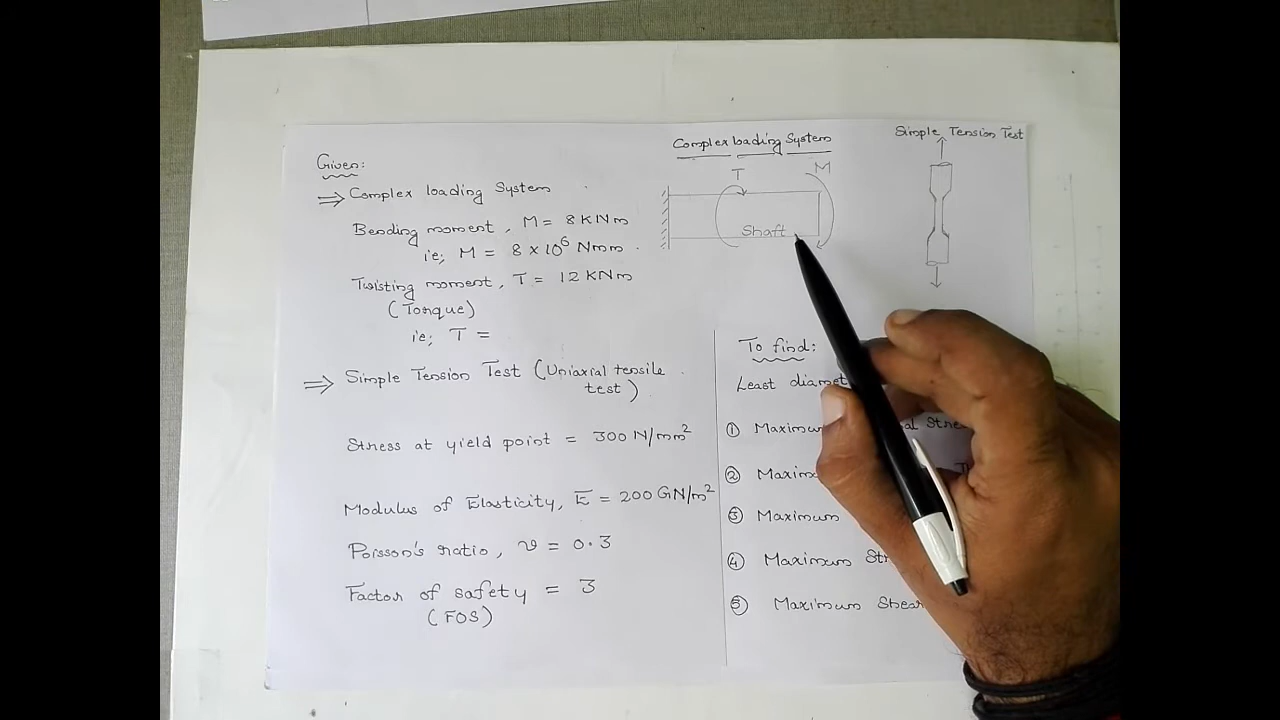 Given:
⇒ Complex loading System
Bending moment, M = 8 KNm
i.e; M = 8 × 10⁶ Nmm
Twisting moment, T = 12 KNm
(Torque)
i.e; T =
⇒ Simple Tension Test (Uniaxial tensile
test)
Stress at yield point = 300 N/mm²
Modulus of Elasticity, E = 200 GN/m²
Poisson's ratio, ν = 0.3
Factor of safety = 3
(FOS)
Complex loading System
T
M
Shaft
Simple Tension Test
To find:
Least
① Maximum
②
③ Maximum
④ Maximum
⑤ Maximum Shear